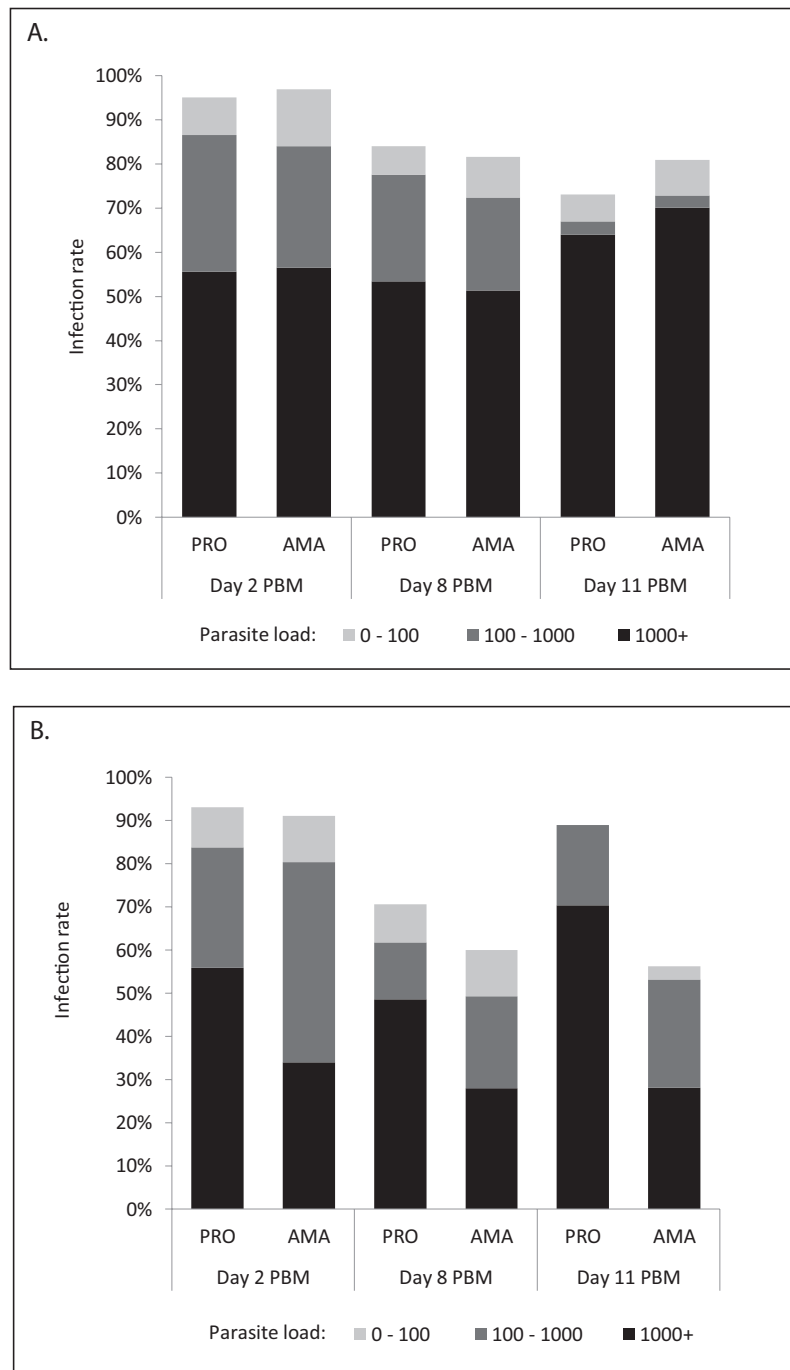 A.
100%
90%
80%
70%
60%
50%
40%
30%
20%
10%
0%
Infection rate
PRO AMA PRO AMA PRO AMA
Day 2 PBM Day 8 PBM Day 11 PBM
Parasite load: 0 - 100 100 - 1000 1000+
B.
100%
90%
80%
70%
60%
50%
40%
30%
20%
10%
0%
Infection rate
PRO AMA PRO AMA PRO AMA
Day 2 PBM Day 8 PBM Day 11 PBM
Parasite load: 0 - 100 100 - 1000 1000+